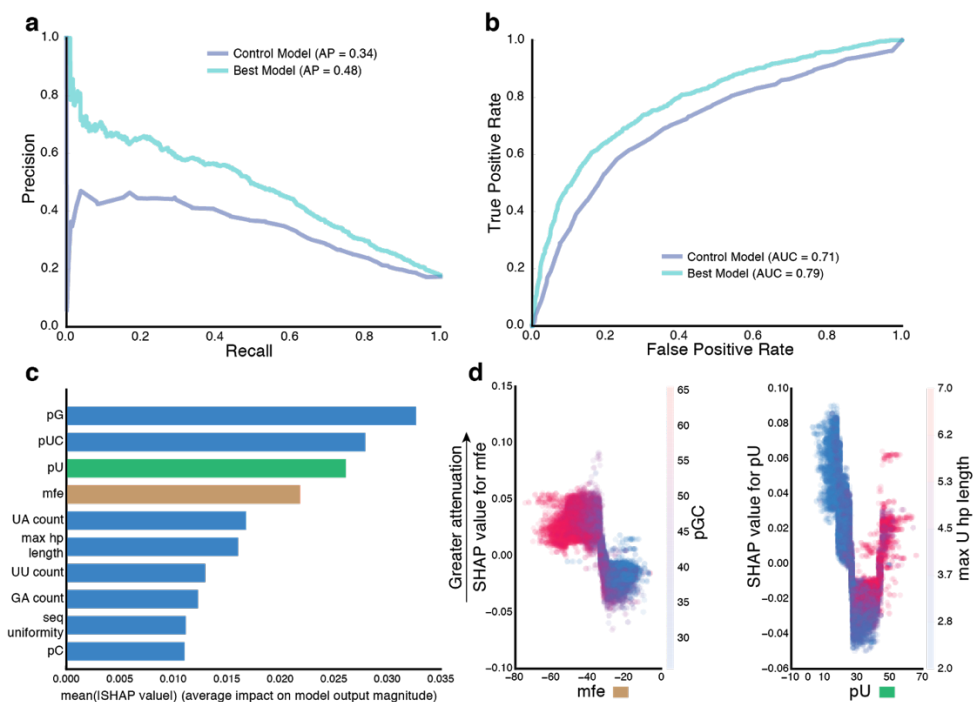 a
Precision
1.0
0.8
0.6
0.4
0.2
0.0
0.0 0.2 0.4 0.6 0.8 1.0
Recall
Control Model (AP = 0.34)
Best Model (AP = 0.48)
b
True Positive Rate
1.0
0.8
0.6
0.4
0.2
0.0
0.0 0.2 0.4 0.6 0.8 1.0
False Positive Rate
Control Model (AUC = 0.71)
Best Model (AUC = 0.79)
c
pG
pUC
pU
mfe
UA count
max hp
length
UU count
GA count
seq
uniformity
pC
0.000 0.005 0.010 0.015 0.020 0.025 0.030 0.035
mean(ISHAP valueI) (average impact on model output magnitude)
d
Greater attenuation
SHAP value for mfe
0.15
0.10
0.05
0.00
−0.05
−0.10
−80 −60 −40 −20 0
mfe
65
60
55
50
45
40
35
30
pGC
SHAP value for pU
0.10
0.08
0.06
0.04
0.02
0.00
−0.02
−0.04
−0.06
−10 0 10 20 30 40 50 60 70
pU
7.0
6.2
5.3
4.5
3.7
2.8
2.0
max U hp length